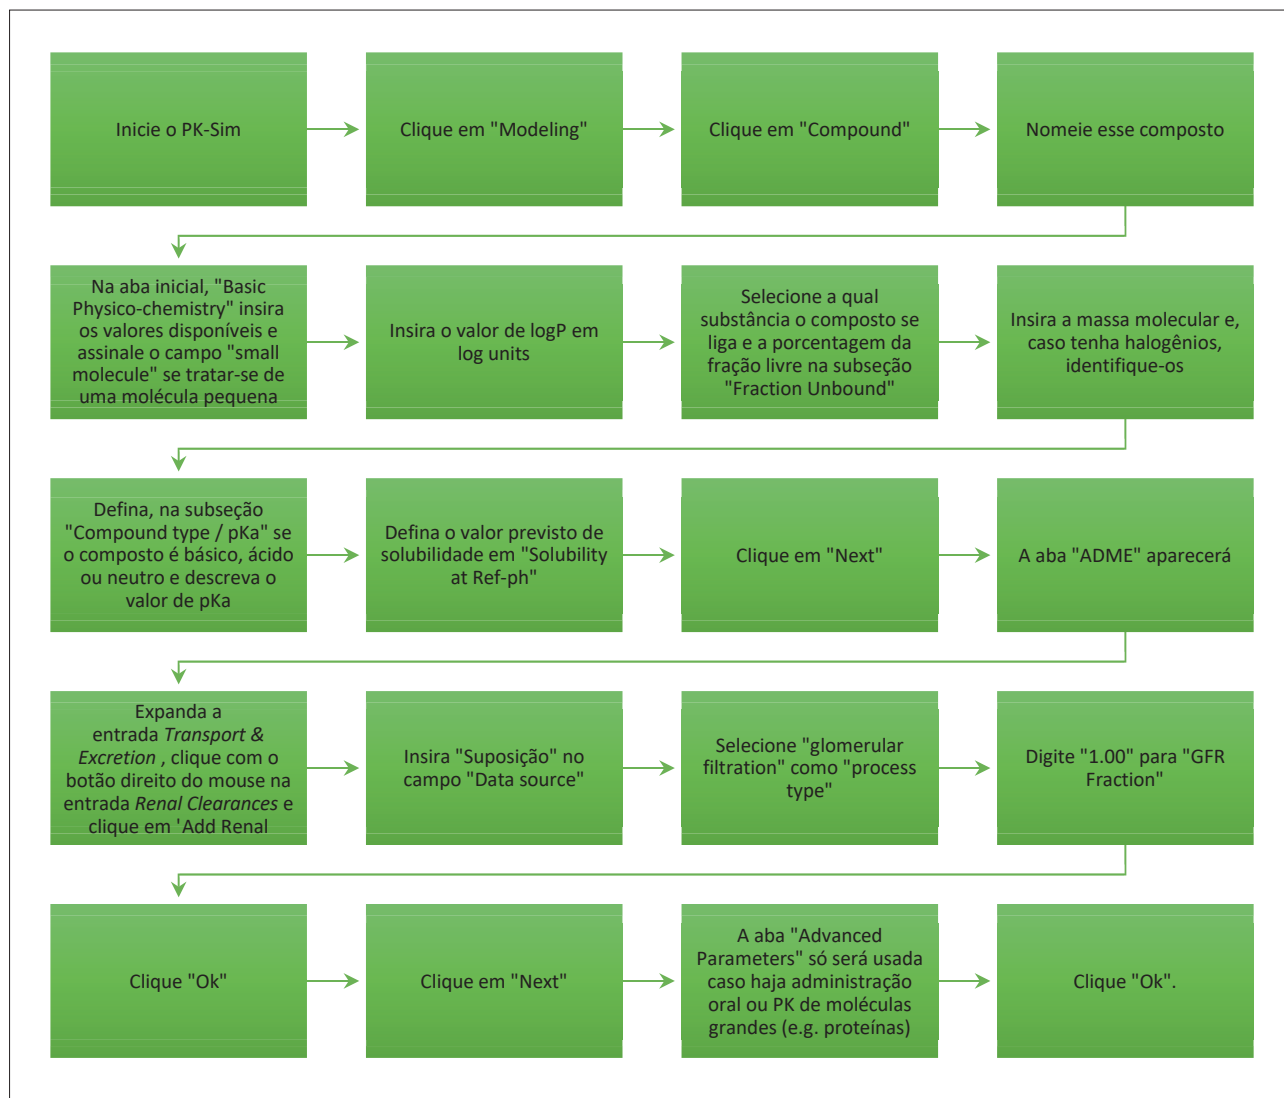 Inicie o PK-Sim
Clique em "Modeling"
Clique em "Compound"
Nomeie esse composto
Na aba inicial, "Basic
Physico-chemistry" insira
os valores disponíveis e
assinale o campo "small
molecule" se tratar-se de
uma molécula pequena
Insira o valor de logP em
log units
Selecione a qual
substância o composto se
liga e a porcentagem da
fração livre na subseção
"Fraction Unbound"
Insira a massa molecular e,
caso tenha halogênios,
identifique-os
Defina, na subseção
"Compound type / pKa" se
o composto é básico, ácido
ou neutro e descreva o
valor de pKa
Defina o valor previsto de
solubilidade em "Solubility
at Ref-ph"
Clique em "Next"
A aba "ADME" aparecerá
Expanda a
entrada Transport &
Excretion , clique com o
botão direito do mouse na
entrada Renal Clearances e
clique em 'Add Renal
Insira "Suposição" no
campo "Data source"
Selecione "glomerular
filtration" como "process
type"
Digite "1.00" para "GFR
Fraction"
Clique "Ok"
Clique em "Next"
A aba "Advanced
Parameters" só será usada
caso haja administração
oral ou PK de moléculas
grandes (e.g. proteínas)
Clique "Ok".